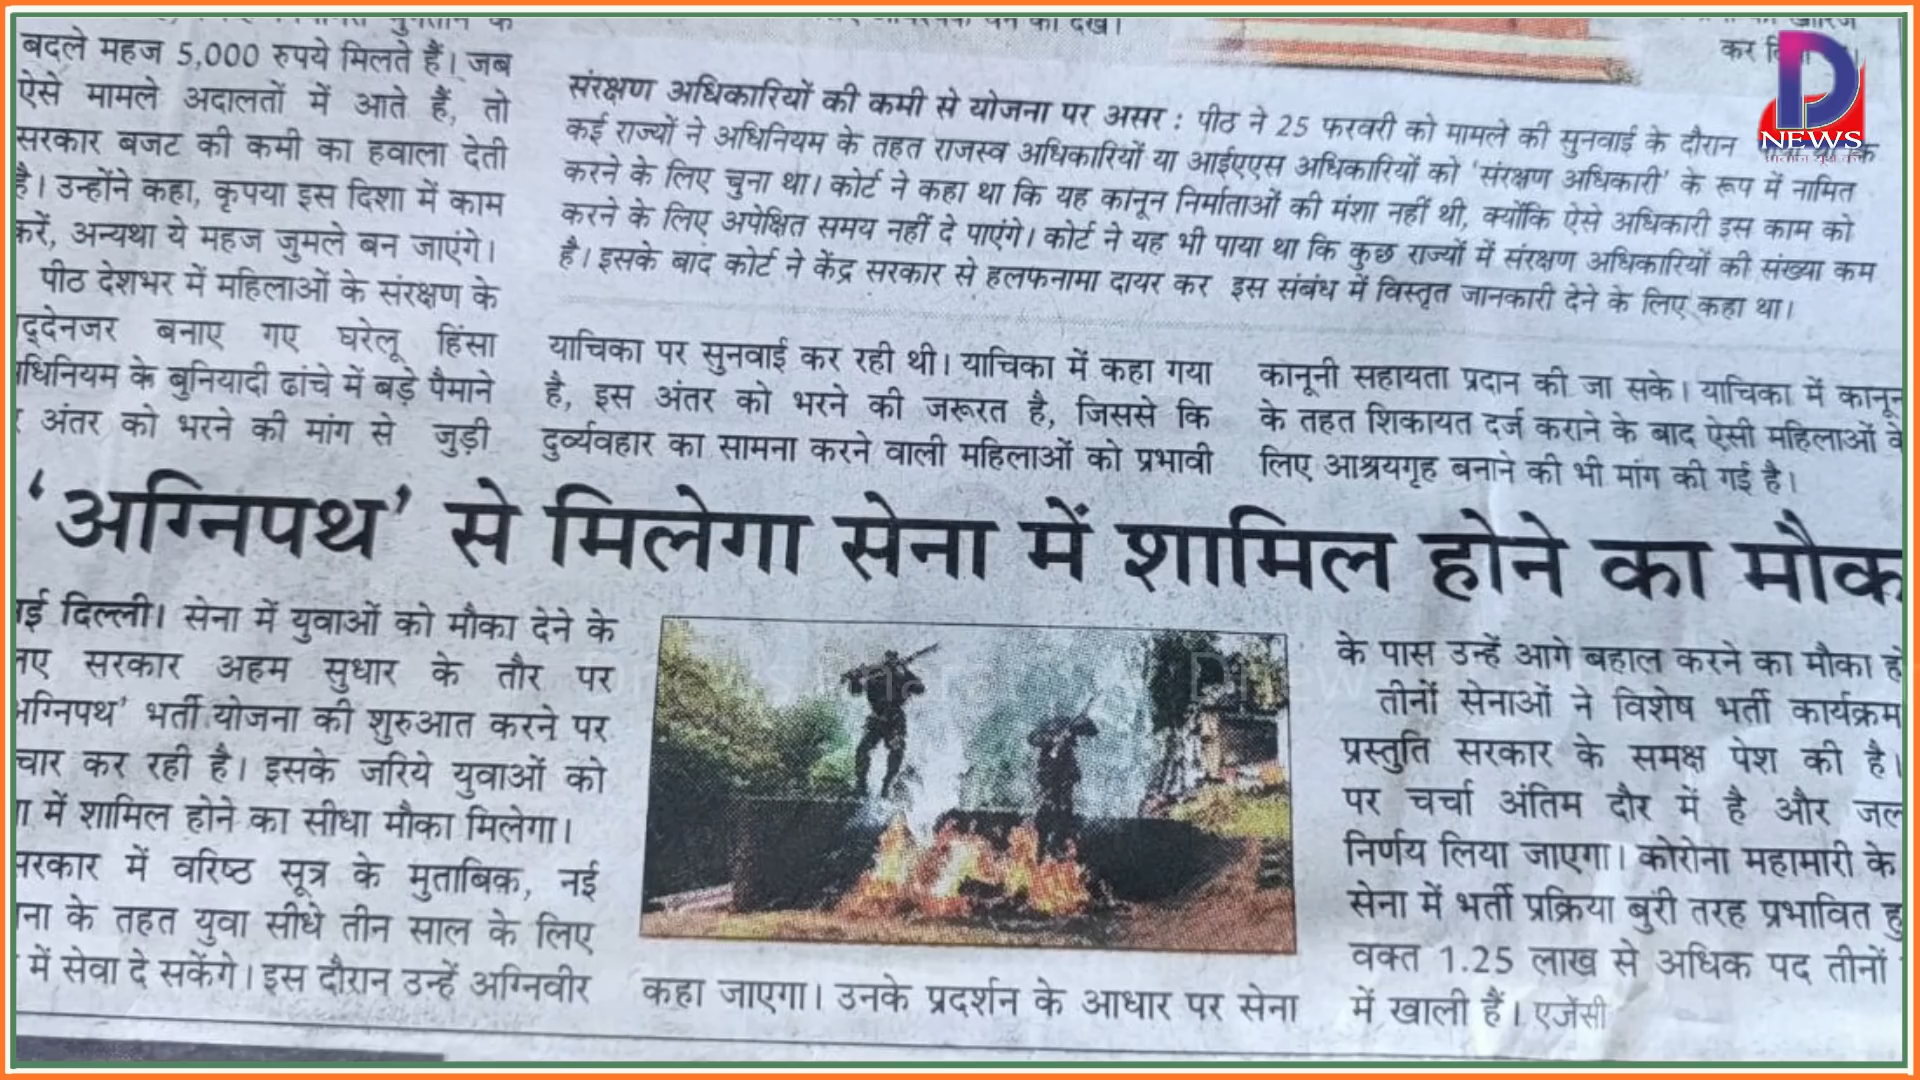 बदले महज 5,000 रुपये मिलते हैं। जब
ऐसे मामले अदालतों में आते हैं, तो
सरकार बजट की कमी का हवाला देती
है। उन्होंने कहा, कृपया इस दिशा में काम
करें, अन्यथा ये महज जुमले बन जाएंगे।
पीठ देशभर में महिलाओं के संरक्षण के
बनाए गए घरेलू हिंसा
के बुनियादी ढांचे में बड़े पैमाने
अंतर को भरने की मांग से जुड़ी
कर
संरक्षण अधिकारियों की कमी से योजना पर असर : पीठ ने 25 फरवरी को मामले की सुनवाई के दौरान
कई राज्यों ने अधिनियम के तहत राजस्व अधिकारियों या आईएएस अधिकारियों को 'संरक्षण अधिकारी' के रूप में नामित
करने के लिए चुना था। कोर्ट ने कहा था कि यह कानून निर्माताओं की मंशा नहीं थी, क्योंकि ऐसे अधिकारी इस काम को
करने के लिए अपेक्षित समय नहीं दे पाएंगे। कोर्ट ने यह भी पाया था कि कुछ राज्यों में संरक्षण अधिकारियों की संख्या कम
है। इसके बाद कोर्ट ने केंद्र सरकार से हलफनामा दायर कर इस संबंध में विस्तृत जानकारी देने के लिए कहा था।
याचिका पर सुनवाई कर रही थी। याचिका में कहा गया
है, इस अंतर को भरने की जरूरत है, जिससे कि
दुर्व्यवहार का सामना करने वाली महिलाओं को प्रभावी
कानूनी सहायता प्रदान की जा सके। याचिका में कानून
के तहत शिकायत दर्ज कराने के बाद ऐसी महिलाओं के
लिए आश्रयगृह बनाने की भी मांग की गई है।
'अग्निपथ' से मिलेगा सेना में शामिल होने का मौक
दिल्ली। सेना में युवाओं को मौका देने के
सरकार अहम सुधार के तौर पर
भर्ती योजना की शुरुआत करने पर
कर रही है। इसके जरिये युवाओं को
में शामिल होने का सीधा मौका मिलेगा।
में वरिष्ठ सूत्र के मुताबिक, नई
के तहत युवा सीधे तीन साल के लिए
में सेवा दे सकेंगे। इस दौरान उन्हें अग्निवीर
कहा जाएगा। उनके प्रदर्शन के आधार पर सेना
के पास उन्हें आगे बहाल करने का मौका
तीनों सेनाओं ने विशेष भर्ती कार्यक्रम
प्रस्तुति सरकार के समक्ष पेश की है।
पर चर्चा अंतिम दौर में है और
निर्णय लिया जाएगा। कोरोना महामारी के
सेना में भर्ती प्रक्रिया बुरी तरह प्रभावित
वक्त 1.25 लाख से अधिक पद तीनों
में खाली हैं। एजेंसी
D
NEWS